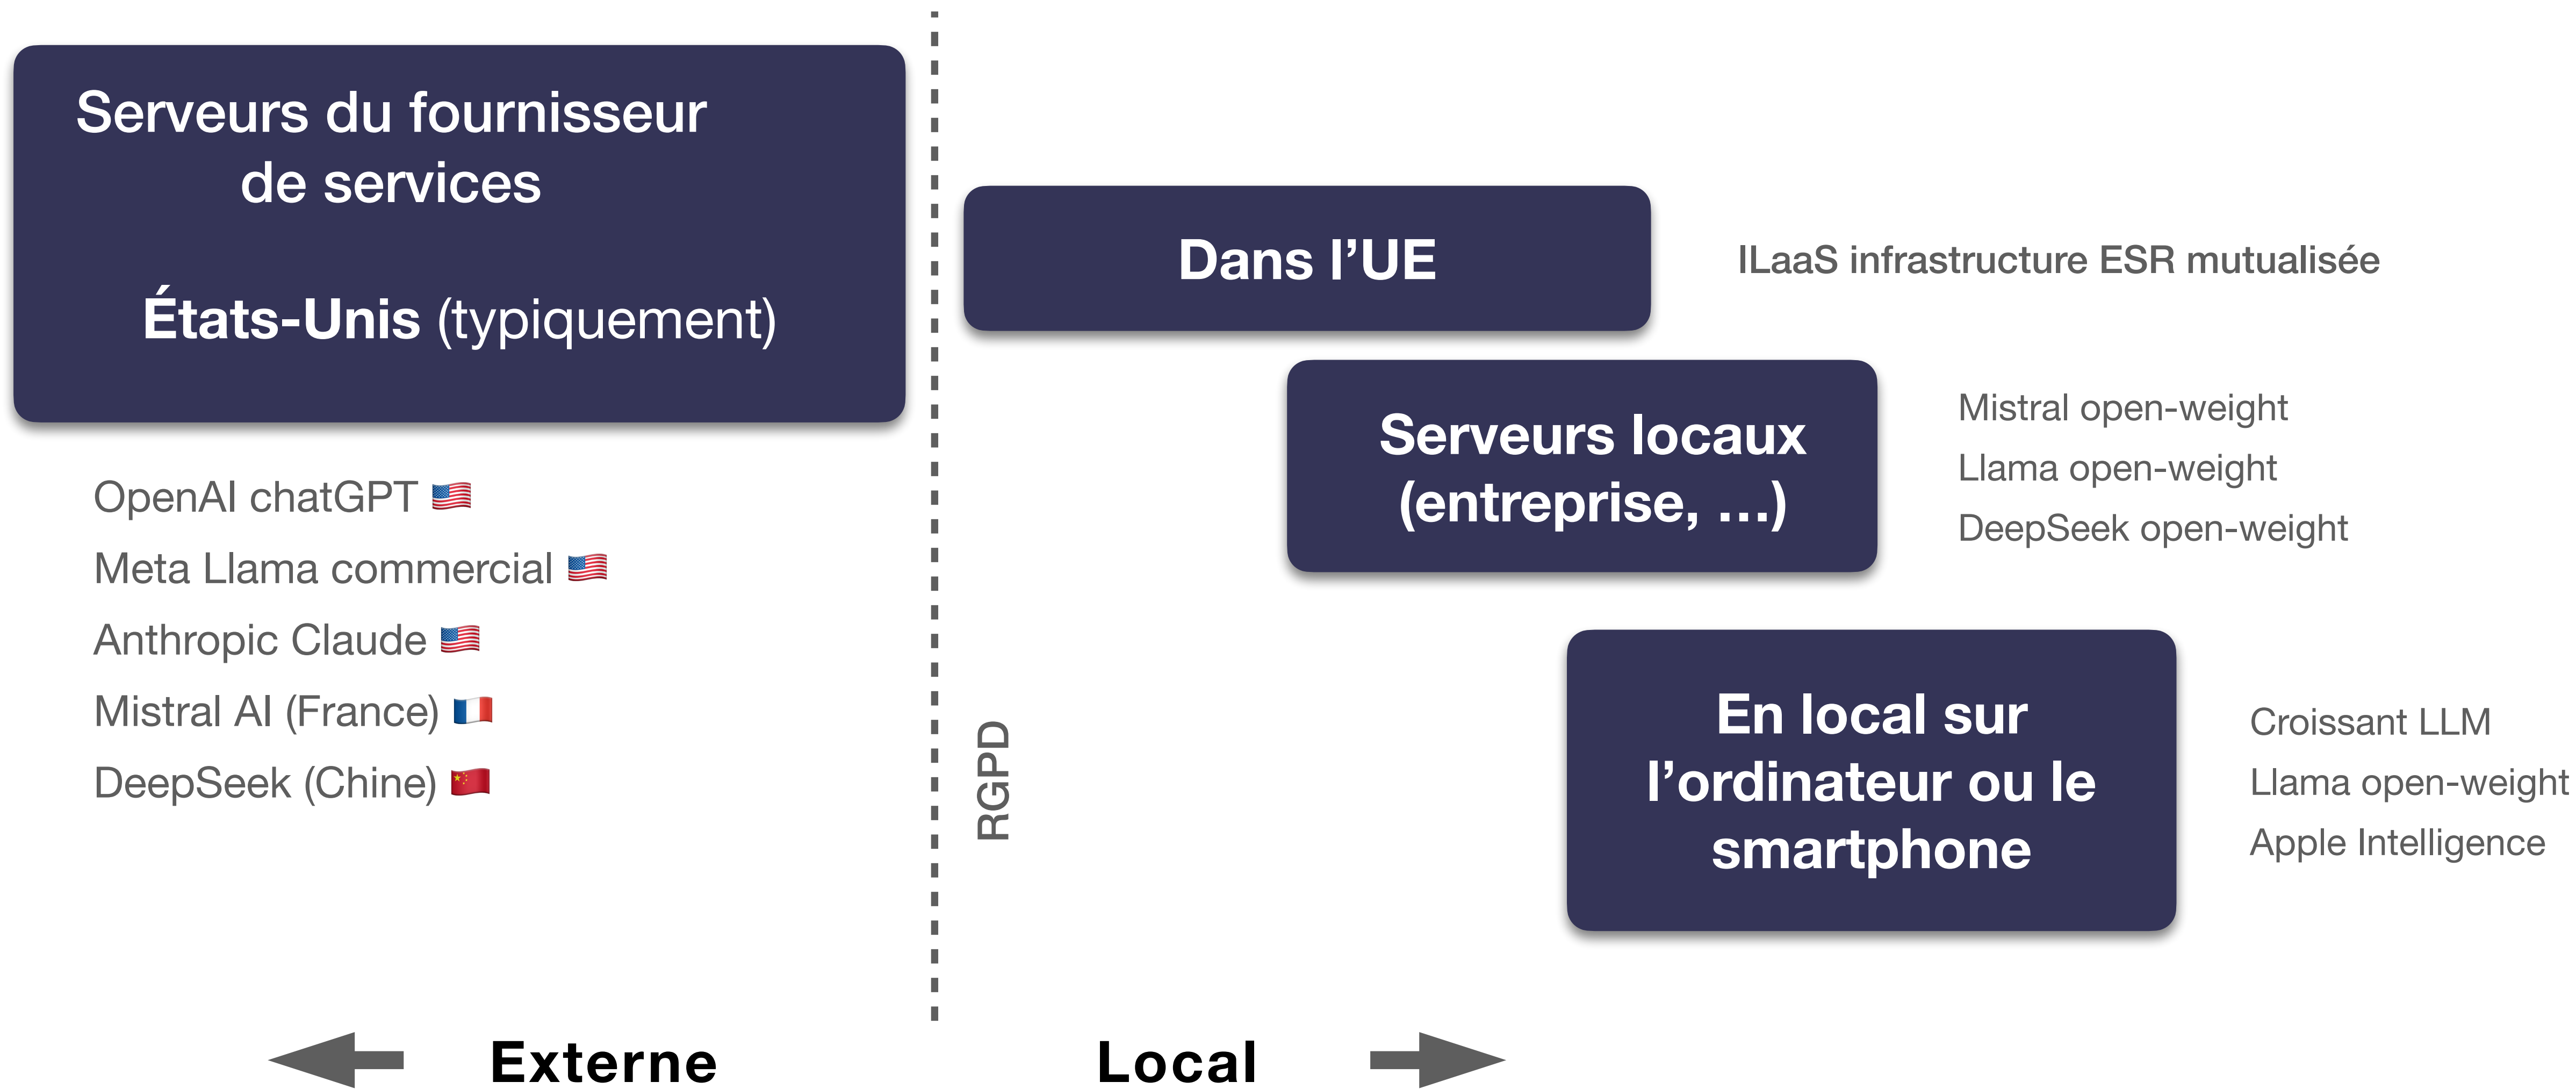 Serveurs du fournisseur
de services
États-Unis (typiquement)
OpenAI chatGPT 🇺🇸
Meta Llama commercial 🇺🇸
Anthropic Claude 🇺🇸
Mistral AI (France) 🇫🇷
DeepSeek (Chine) 🇨🇳
RGPD
Dans l’UE
ILaaS infrastructure ESR mutualisée
Serveurs locaux
(entreprise, …)
Mistral open-weight
Llama open-weight
DeepSeek open-weight
En local sur
l’ordinateur ou le
smartphone
Croissant LLM
Llama open-weight
Apple Intelligence
Externe
Local